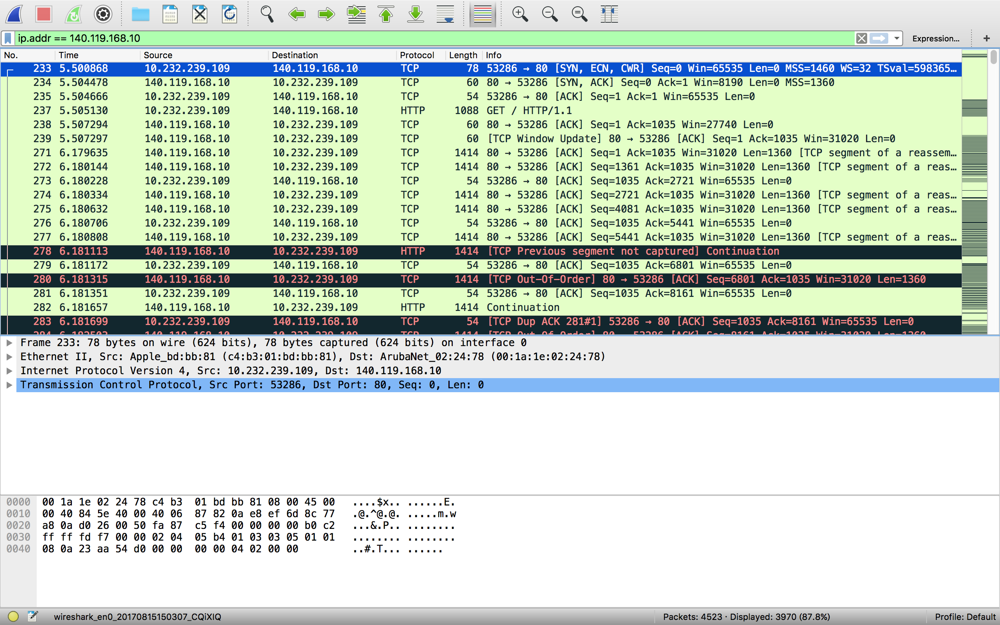 ip.addr == 140.119.168.10 Expression... +
No. Time Source Destination Protocol Length Info
233 5.500868 10.232.239.109 140.119.168.10 TCP 78 53286 → 80 [SYN, ECN, CWR] Seq=0 Win=65535 Len=0 MSS=1460 WS=32 TSval=598365…
234 5.504478 140.119.168.10 10.232.239.109 TCP 60 80 → 53286 [SYN, ACK] Seq=0 Ack=1 Win=8190 Len=0 MSS=1360
235 5.504666 10.232.239.109 140.119.168.10 TCP 54 53286 → 80 [ACK] Seq=1 Ack=1 Win=65535 Len=0
237 5.505130 10.232.239.109 140.119.168.10 HTTP 1088 GET / HTTP/1.1
238 5.507294 140.119.168.10 10.232.239.109 TCP 60 80 → 53286 [ACK] Seq=1 Ack=1035 Win=27740 Len=0
239 5.507297 140.119.168.10 10.232.239.109 TCP 60 [TCP Window Update] 80 → 53286 [ACK] Seq=1 Ack=1035 Win=31020 Len=0
271 6.179635 140.119.168.10 10.232.239.109 TCP 1414 80 → 53286 [ACK] Seq=1 Ack=1035 Win=31020 Len=1360 [TCP segment of a reassem…
272 6.180144 140.119.168.10 10.232.239.109 TCP 1414 80 → 53286 [ACK] Seq=1361 Ack=1035 Win=31020 Len=1360 [TCP segment of a reas…
273 6.180228 10.232.239.109 140.119.168.10 TCP 54 53286 → 80 [ACK] Seq=1035 Ack=2721 Win=65535 Len=0
274 6.180334 140.119.168.10 10.232.239.109 TCP 1414 80 → 53286 [ACK] Seq=2721 Ack=1035 Win=31020 Len=1360 [TCP segment of a reas…
275 6.180632 140.119.168.10 10.232.239.109 TCP 1414 80 → 53286 [ACK] Seq=4081 Ack=1035 Win=31020 Len=1360 [TCP segment of a reas…
276 6.180706 10.232.239.109 140.119.168.10 TCP 54 53286 → 80 [ACK] Seq=1035 Ack=5441 Win=65535 Len=0
277 6.180808 140.119.168.10 10.232.239.109 TCP 1414 80 → 53286 [ACK] Seq=5441 Ack=1035 Win=31020 Len=1360 [TCP segment of a reas…
278 6.181113 140.119.168.10 10.232.239.109 HTTP 1414 [TCP Previous segment not captured] Continuation
279 6.181172 10.232.239.109 140.119.168.10 TCP 54 53286 → 80 [ACK] Seq=1035 Ack=6801 Win=65535 Len=0
280 6.181315 140.119.168.10 10.232.239.109 TCP 1414 [TCP Out-Of-Order] 80 → 53286 [ACK] Seq=6801 Ack=1035 Win=31020 Len=1360
281 6.181351 10.232.239.109 140.119.168.10 TCP 54 53286 → 80 [ACK] Seq=1035 Ack=8161 Win=65535 Len=0
282 6.181657 140.119.168.10 10.232.239.109 HTTP 1414 Continuation
283 6.181699 10.232.239.109 140.119.168.10 TCP 54 [TCP Dup ACK 281#1] 53286 → 80 [ACK] Seq=1035 Ack=8161 Win=65535 Len=0
Frame 233: 78 bytes on wire (624 bits), 78 bytes captured (624 bits) on interface 0
Ethernet II, Src: Apple_bd:bb:81 (c4:b3:01:bd:bb:81), Dst: ArubaNet_02:24:78 (00:1a:1e:02:24:78)
Internet Protocol Version 4, Src: 10.232.239.109, Dst: 140.119.168.10
Transmission Control Protocol, Src Port: 53286, Dst Port: 80, Seq: 0, Len: 0
0000 00 1a 1e 02 24 78 c4 b3 01 bd bb 81 08 00 45 00 ....$x.. ......E.
0010 00 40 84 5e 40 00 40 06 87 82 0a e8 ef 6d 8c 77 .@.^@.@. .....m.w
0020 a8 0a d0 26 00 50 fa 87 c5 f4 00 00 00 00 b0 c2 ...&.P.. ........
0030 ff ff fd f7 00 00 02 04 05 b4 01 03 03 05 01 01 ........ ........
0040 08 0a 23 aa 54 d0 00 00 00 00 04 02 00 00 ..#.T... ......
wireshark_en0_20170815150307_CQiXIQ Packets: 4523 · Displayed: 3970 (87.8%) Profile: Default